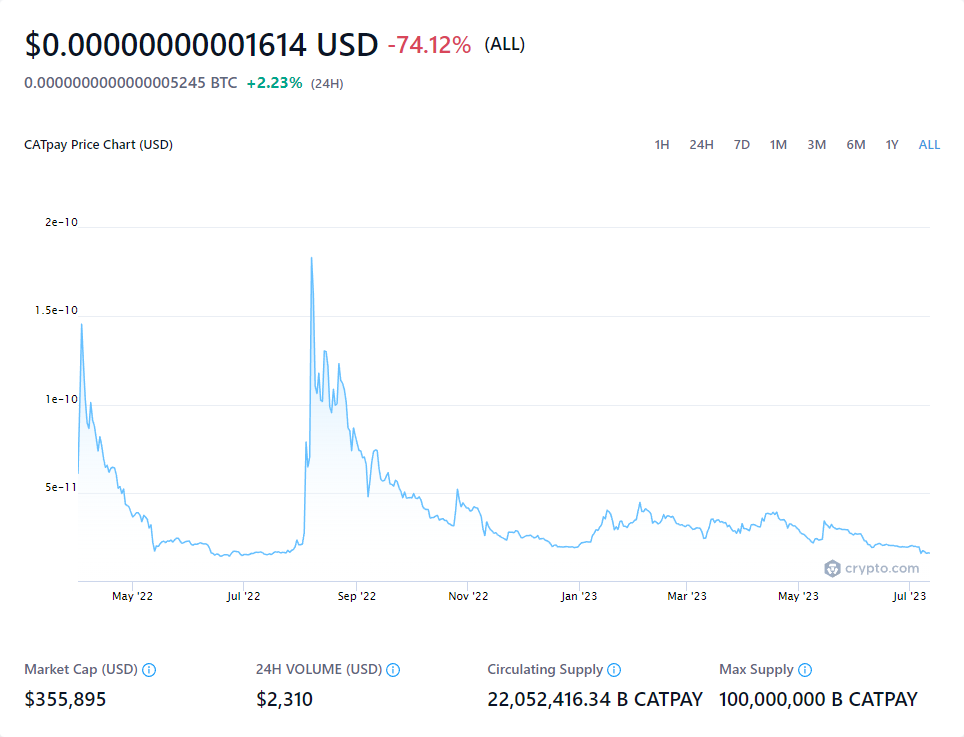 $0.00000000001614 USD -74.12% (ALL)
0.0000000000000005245 BTC +2.23% (24H)
CATpay Price Chart (USD) 1H 24H 7D 1M 3M 6M 1Y ALL
2e-10
1.5e-10
1e-10
5e-11
crypto.com
May '22 Jul '22 Sep '22 Nov '22 Jan '23 Mar '23 May '23 Jul '23
Market Cap (USD) 24H VOLUME (USD) Circulating Supply Max Supply
$355,895 $2,310 22,052,416.34 B CATPAY 100,000,000 B CATPAY